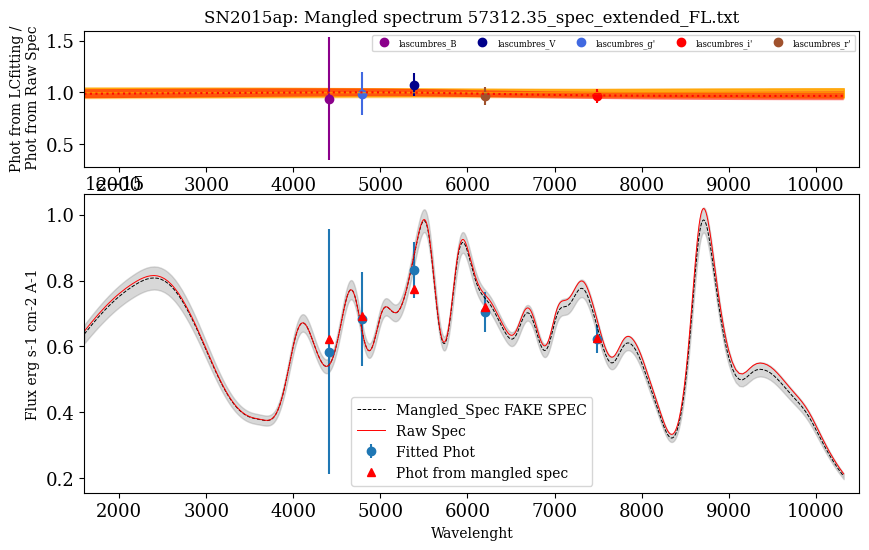 SN2015ap: Mangled spectrum 57312.35_spec_extended_FL.txt
Phot from LCfitting /
Phot from Raw Spec
1.5
1.0
0.5
lascumbres_B
lascumbres_V
lascumbres_g'
lascumbres_i'
lascumbres_r'
2000 3000 4000 5000 6000 7000 8000 9000 10000
1e−15
Flux erg s-1 cm-2 A-1
1.0
0.8
0.6
0.4
0.2
Mangled_Spec FAKE SPEC
Raw Spec
Fitted Phot
Phot from mangled spec
2000 3000 4000 5000 6000 7000 8000 9000 10000
Wavelenght